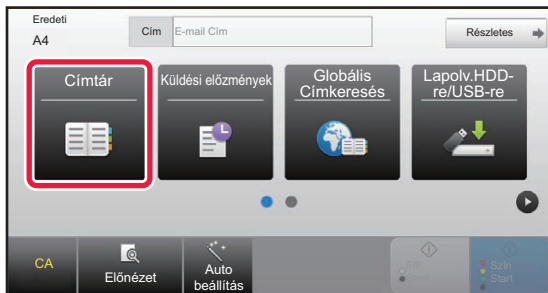 Eredeti
A4
Cím
E-mail Cím
Részletes
Címtár
Küldési előzmények
Globális
Címkeresés
Lapolv.HDD-
re/USB-re
CA
Előnézet
Auto
beállítás
Szín
Start